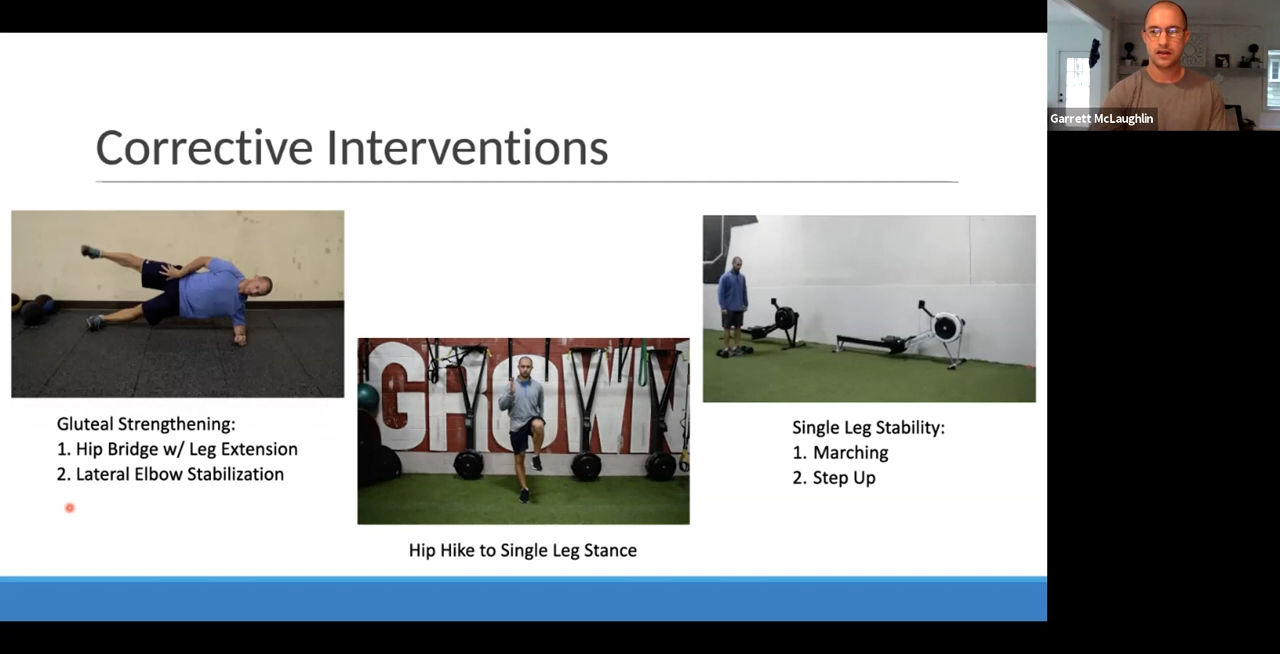 Corrective Interventions
Gluteal Strengthening:
1. Hip Bridge w/ Leg Extension
2. Lateral Elbow Stabilization
GROWN
Hip Hike to Single Leg Stance
Single Leg Stability:
1. Marching
2. Step Up
Garrett McLaughlin